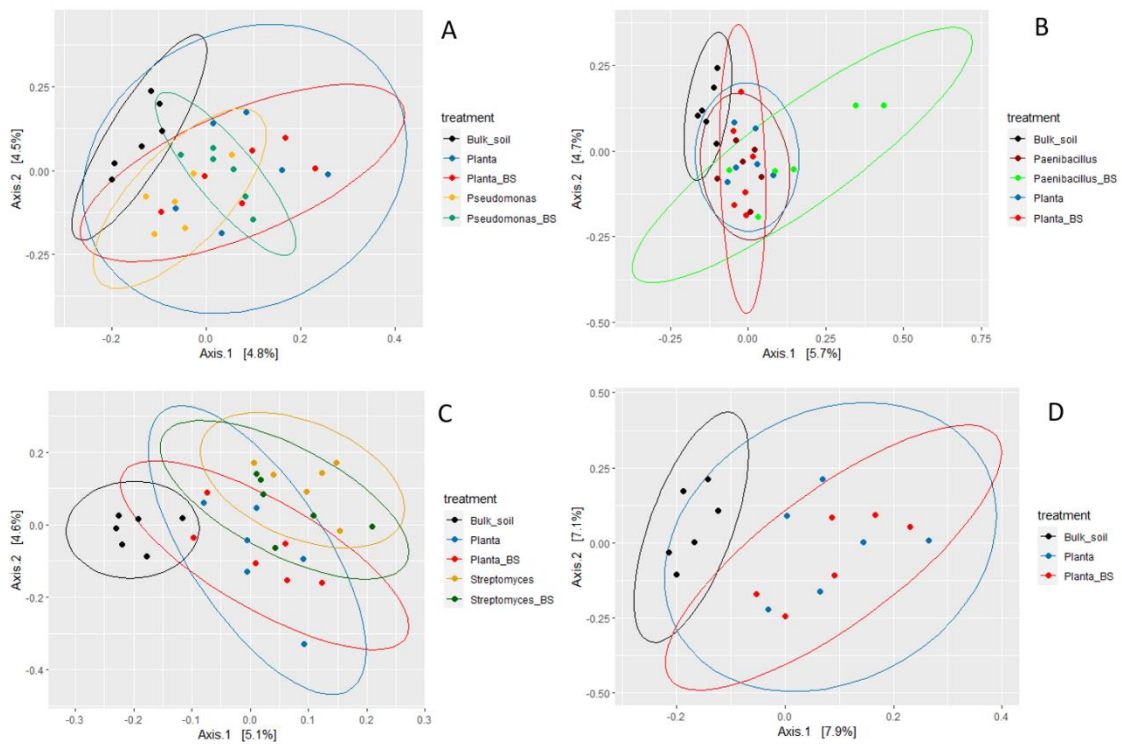 A
0.25
0.00
-0.25
Axis.2 [4.5%]
-0.2
0.0
0.2
0.4
Axis.1 [4.8%]
treatment
Bulk_soil
Planta
Planta_BS
Pseudomonas
Pseudomonas_BS
B
0.50
0.25
0.00
-0.25
-0.50
Axis.2 [4.7%]
-0.25
0.00
0.25
0.50
0.75
Axis.1 [5.7%]
treatment
Bulk_soil
Paenibacillus
Paenibacillus_BS
Planta
Planta_BS
C
0.2
0.0
-0.2
-0.4
Axis.2 [4.6%]
-0.3
-0.2
-0.1
0.0
0.1
0.2
0.3
Axis.1 [5.1%]
treatment
Bulk_soil
Planta
Planta_BS
Streptomyces
Streptomyces_BS
D
0.50
0.25
0.00
-0.25
-0.50
Axis.2 [7.1%]
-0.2
0.0
0.2
0.4
Axis.1 [7.9%]
treatment
Bulk_soil
Planta
Planta_BS